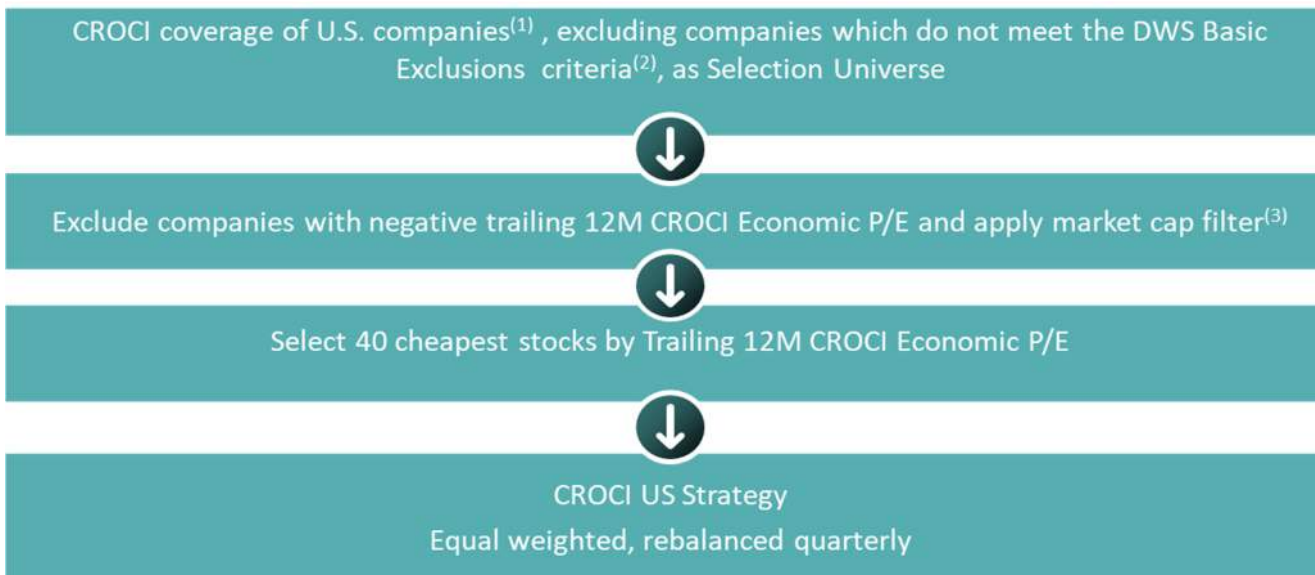 CROCI coverage of U.S. companies(1) , excluding companies which do not meet the DWS Basic
Exclusions criteria(2), as Selection Universe
Exclude companies with negative trailing 12M CROCI Economic P/E and apply market cap filter(3)
Select 40 cheapest stocks by Trailing 12M CROCI Economic P/E
CROCI US Strategy
Equal weighted, rebalanced quarterly